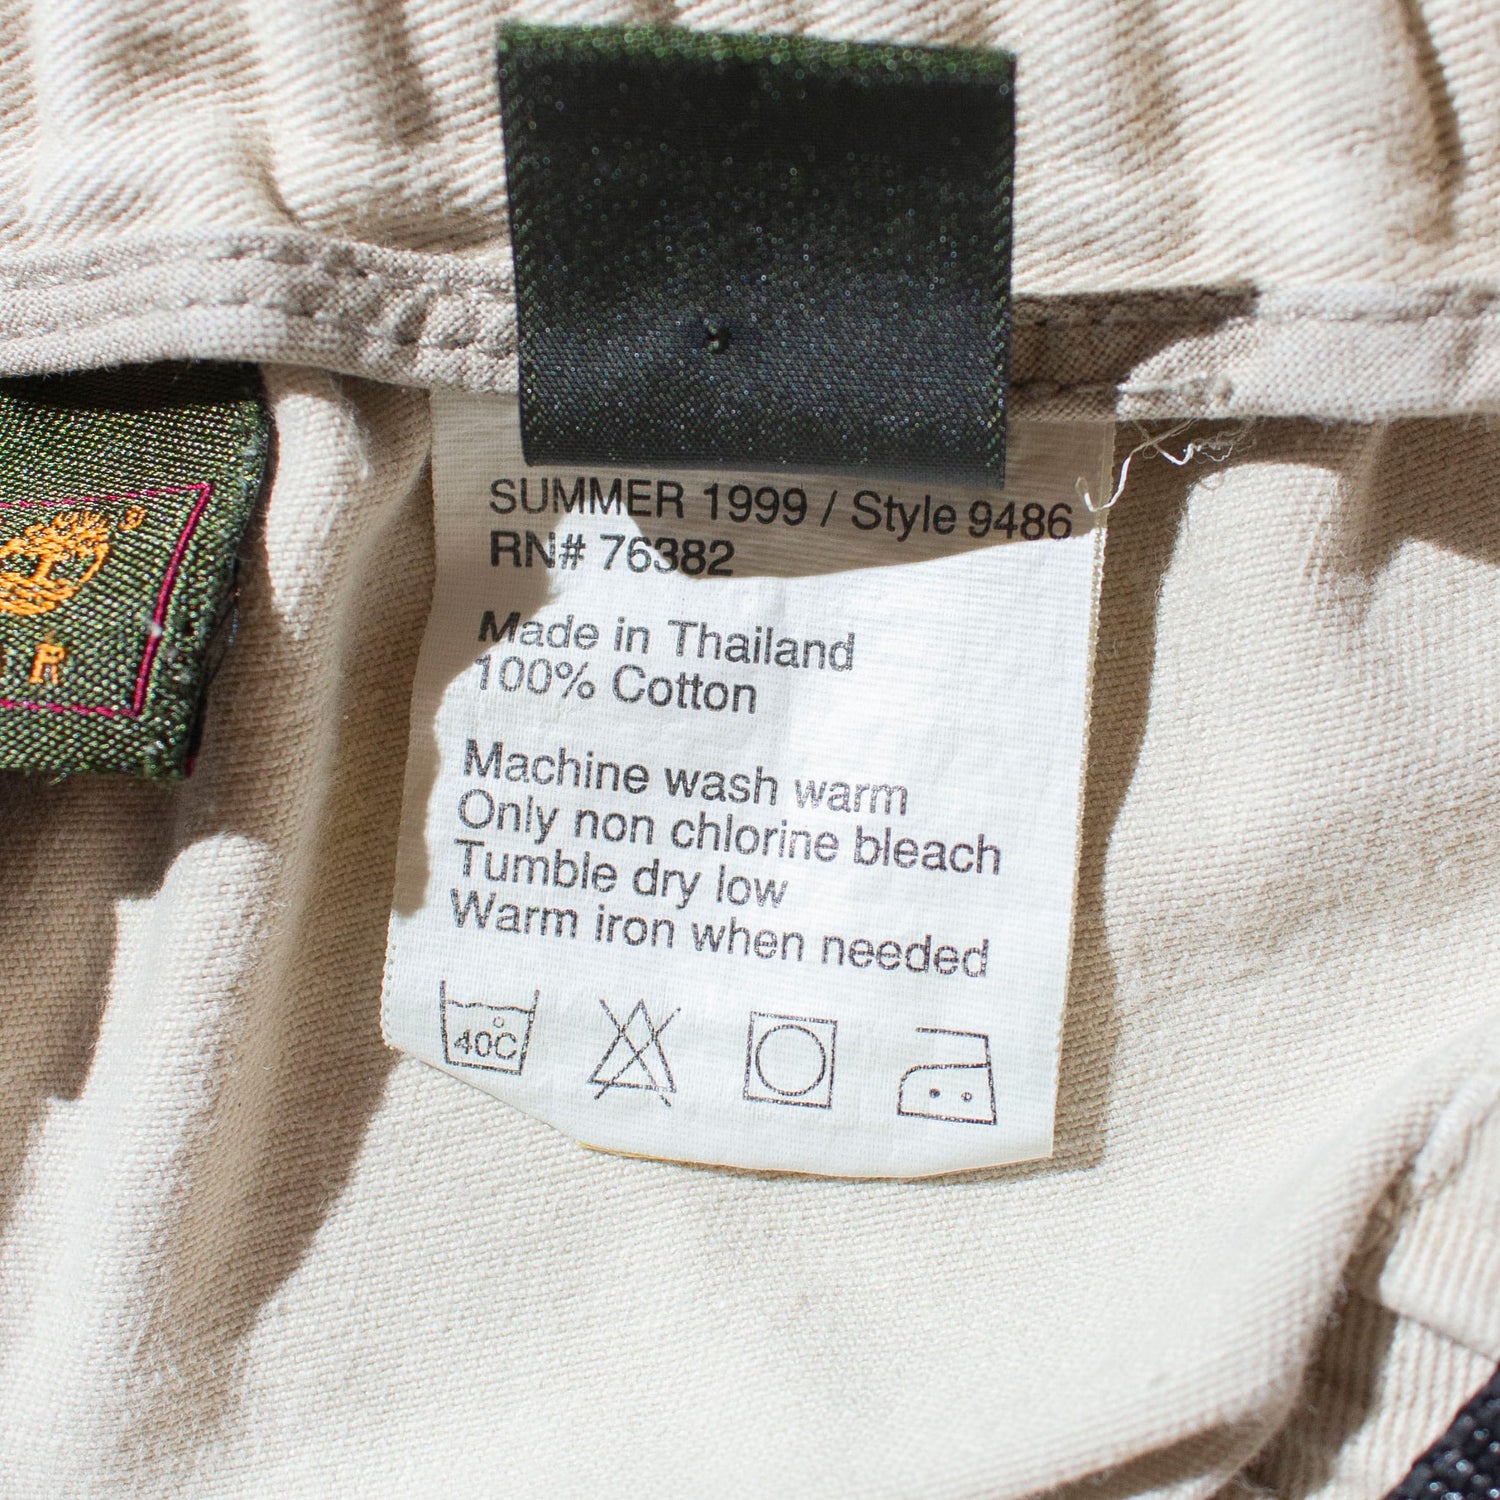 SUMMER 1999 / Style 9486
RN# 76382
Made in Thailand
100% Cotton
Machine wash warm
Only non chlorine bleach
Tumble dry low
Warm iron when needed
40C
R